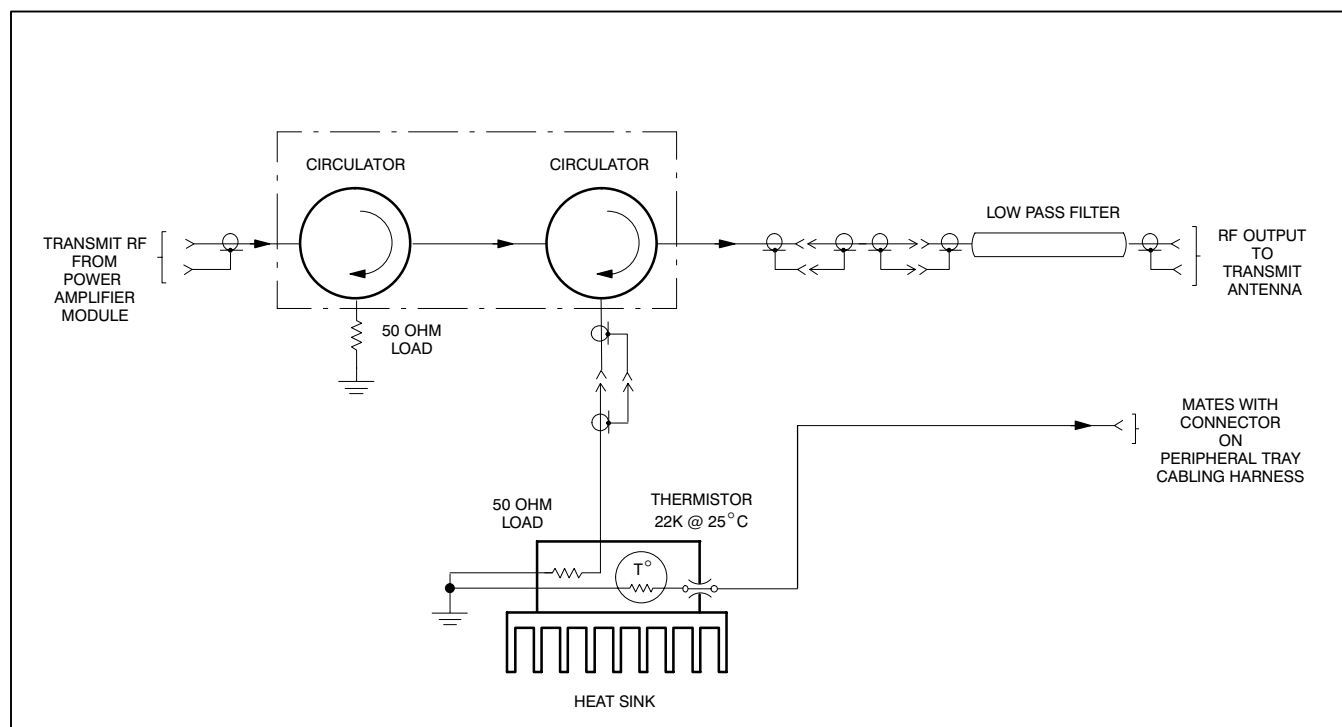 CIRCULATOR
CIRCULATOR
LOW PASS FILTER
TRANSMIT RF
FROM
POWER
AMPLIFIER
MODULE
RF OUTPUT
TO
TRANSMIT
ANTENNA
50 OHM
LOAD
MATES WITH
CONNECTOR
ON
PERIPHERAL TRAY
CABLING HARNESS
50 OHM
LOAD
THERMISTOR
22K @ 25°C
T°
HEAT SINK